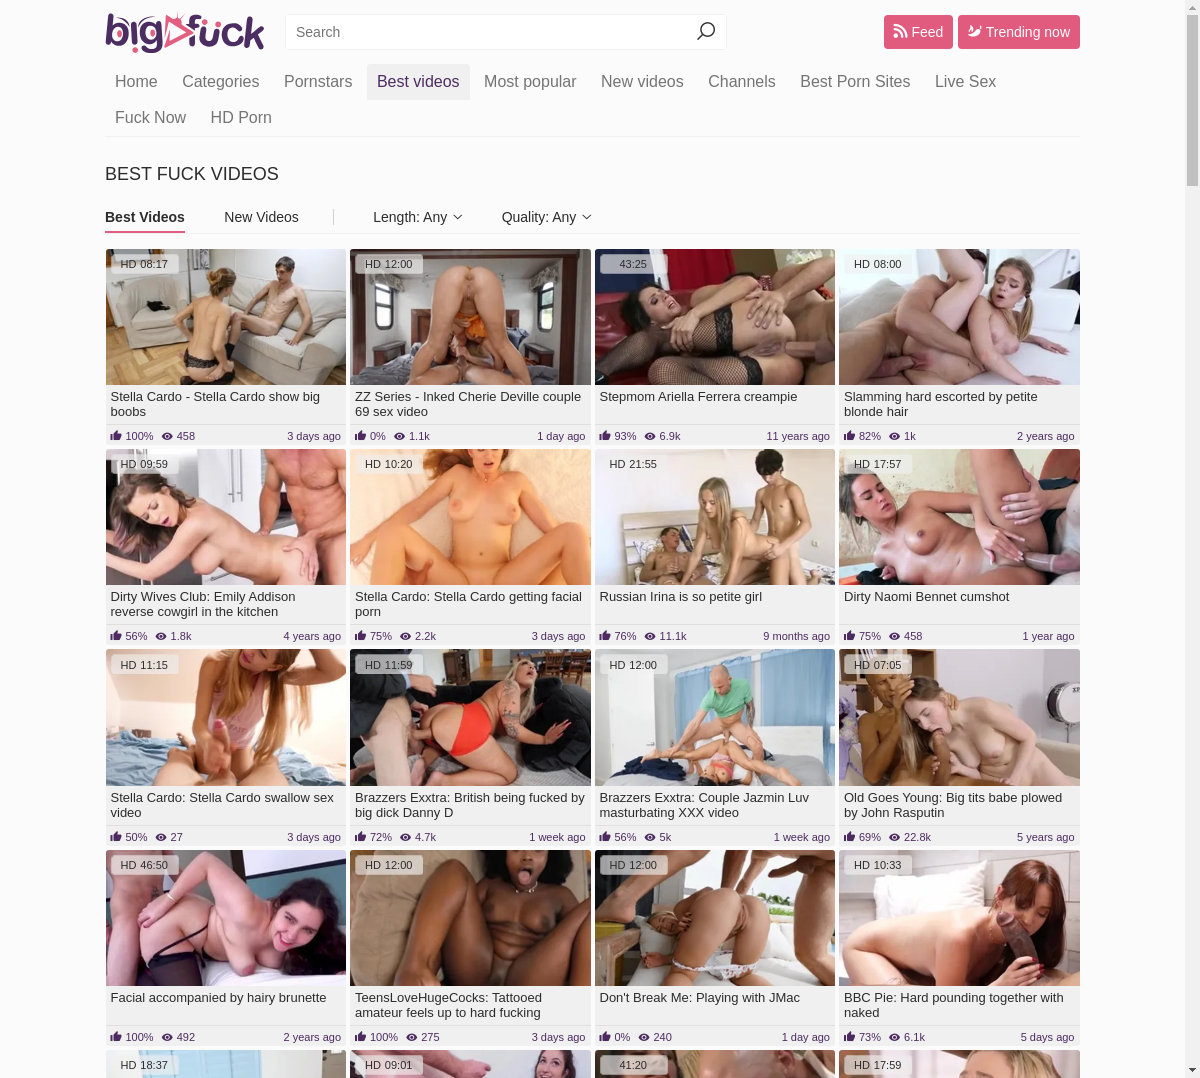 bigfuck
Search
Feed
Trending now
Home Categories Pornstars Best videos Most popular New videos Channels Best Porn Sites Live Sex
Fuck Now HD Porn
BEST FUCK VIDEOS
Best Videos New Videos Length: Any Quality: Any
HD 08:17
HD 12:00
43:25
HD 08:00
Stella Cardo - Stella Cardo show big
boobs
100% 458 3 days ago
ZZ Series - Inked Cherie Deville couple
69 sex video
0% 1.1k 1 day ago
Stepmom Ariella Ferrera creampie
93% 6.9k 11 years ago
Slamming hard escorted by petite
blonde hair
82% 1k 2 years ago
HD 09:59
HD 10:20
HD 21:55
HD 17:57
Dirty Wives Club: Emily Addison
reverse cowgirl in the kitchen
56% 1.8k 4 years ago
Stella Cardo: Stella Cardo getting facial
porn
75% 2.2k 3 days ago
Russian Irina is so petite girl
76% 11.1k 9 months ago
Dirty Naomi Bennet cumshot
75% 458 1 year ago
HD 11:15
HD 11:59
HD 12:00
HD 07:05
Stella Cardo: Stella Cardo swallow sex
video
50% 27 3 days ago
Brazzers Exxtra: British being fucked by
big dick Danny D
72% 4.7k 1 week ago
Brazzers Exxtra: Couple Jazmin Luv
masturbating XXX video
56% 5k 1 week ago
Old Goes Young: Big tits babe plowed
by John Rasputin
69% 22.8k 5 years ago
HD 46:50
HD 12:00
HD 12:00
HD 10:33
Facial accompanied by hairy brunette
100% 492 2 years ago
TeensLoveHugeCocks: Tattooed
amateur feels up to hard fucking
100% 275 3 days ago
Don't Break Me: Playing with JMac
0% 240 1 day ago
BBC Pie: Hard pounding together with
naked
73% 6.1k 5 days ago
HD 18:37
HD 09:01
41:20
HD 17:59